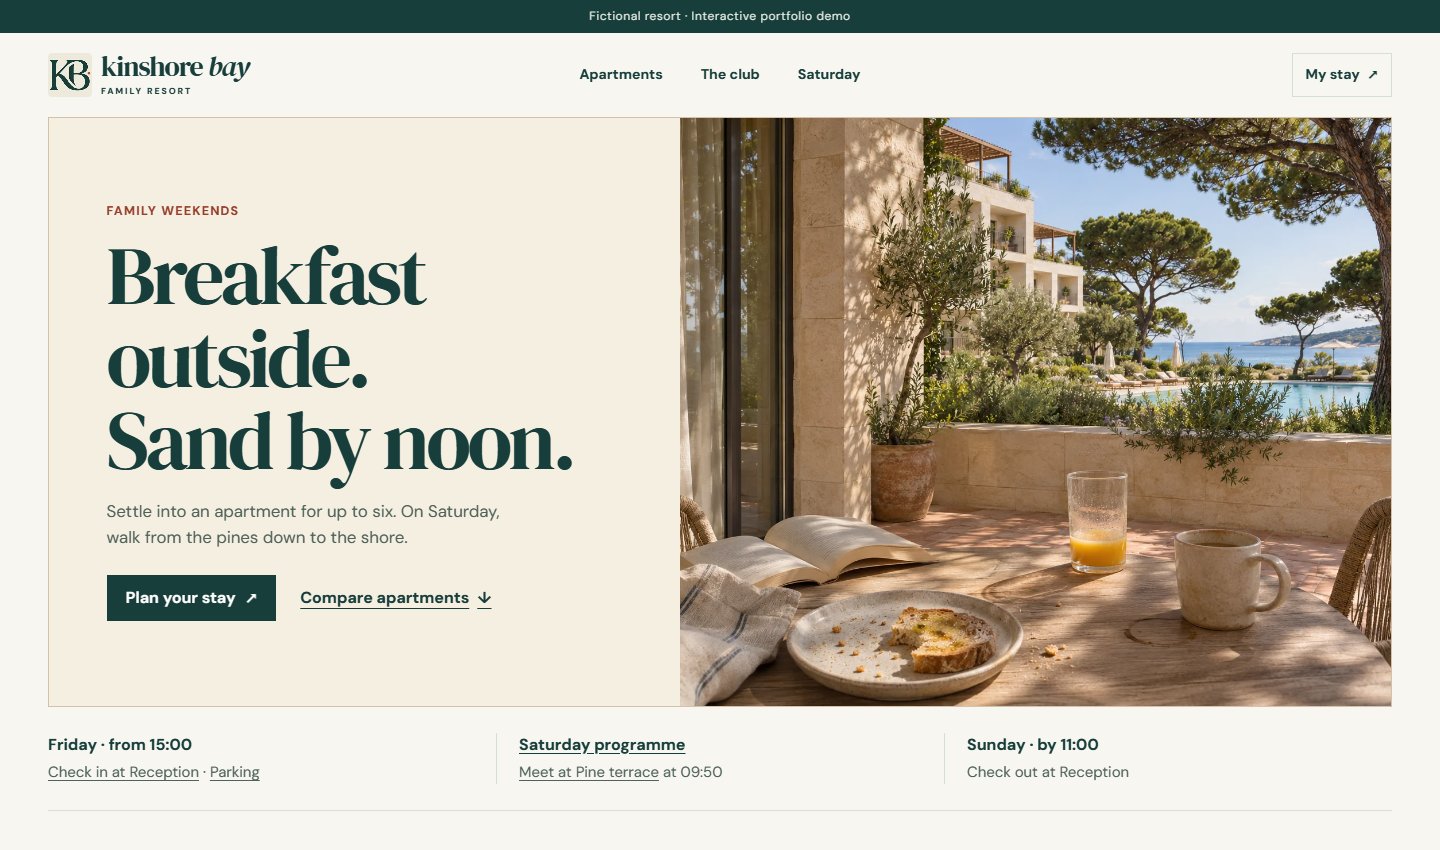 Fictional resort · Interactive portfolio demo
KB
kinshore bay
FAMILY RESORT
Apartments
The club
Saturday
My stay ↗
FAMILY WEEKENDS
Breakfast
outside.
Sand by noon.
Settle into an apartment for up to six. On Saturday,
walk from the pines down to the shore.
Plan your stay ↗
Compare apartments ↓
Friday · from 15:00
Check in at Reception · Parking
Saturday programme
Meet at Pine terrace at 09:50
Sunday · by 11:00
Check out at Reception